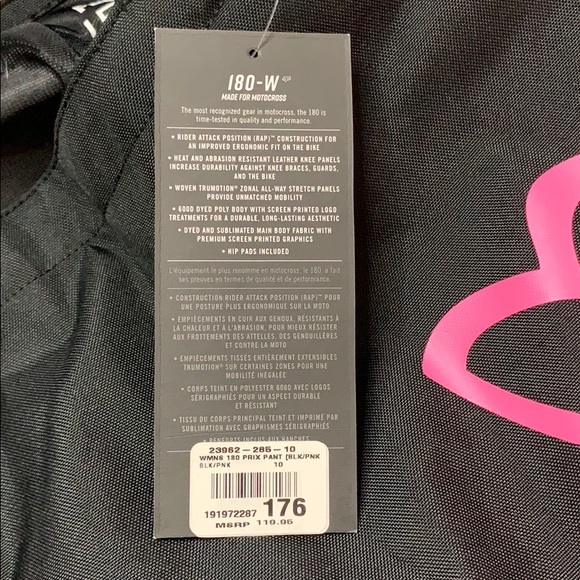 180-W
MADE FOR MOTOCROSS
The most recognized gear in motocross, the 180 is
time-tested in quality and performance.
• RIDER ATTACK POSITION (RAP)™ CONSTRUCTION FOR
AN IMPROVED ERGONOMIC FIT ON THE BIKE
• HEAT AND ABRASION RESISTANT LEATHER KNEE PANELS
INCREASE DURABILITY AGAINST KNEE BRACES, GUARDS,
AND THE BIKE
• WOVEN TRUMOTION® ZONAL ALL-WAY STRETCH PANELS
PROVIDE UNMATCHED MOBILITY
• 600D DYED POLY BODY WITH SCREEN PRINTED LOGO
TREATMENTS FOR A DURABLE, LONG-LASTING AESTHETIC
• DYED AND SUBLIMATED MAIN BODY FABRIC WITH
PREMIUM SCREEN PRINTED GRAPHICS
• HIP PADS INCLUDED
L'équipement le plus renomme en motocross, le 180, a fait
ses preuves en termes de qualité et de performance.
• CONSTRUCTION RIDER ATTACK POSITION (RAP)™ POUR
UNE POSTURE PLUS ERGONOMIQUE SUR LA MOTO
• EMPIÈCEMENTS EN CUIR AUX GENOUX, RÉSISTANTS À
LA CHALEUR ET À L'ABRASION, POUR MIEUX RÉSISTER
AUX FROTTEMENTS DES ATTELLES, DES GENOUILLÈRES
ET CONTRE LA MOTO
• EMPIÈCEMENTS TISSÉS ENTIÈREMENT EXTENSIBLES
TRUMOTION® SUR CERTAINES ZONES POUR UNE
MOBILITÉ INÉGALÉE
• CORPS TEINT EN POLYESTER 600D AVEC LOGOS
SÉRIGRAPHIÉS POUR UN ASPECT DURABLE
ET RÉSISTANT
• TISSU DU CORPS PRINCIPAL TEINT ET IMPRIMÉ PAR
SUBLIMATION AVEC GRAPHISMES SÉRIGRAPHIÉS
INCLUS AUX HANCHES
23962-285-10
WMNS 180 PRIX PANT [BLK/PNK
BLK/PNK 10
191972287 176
MSRP 119.95